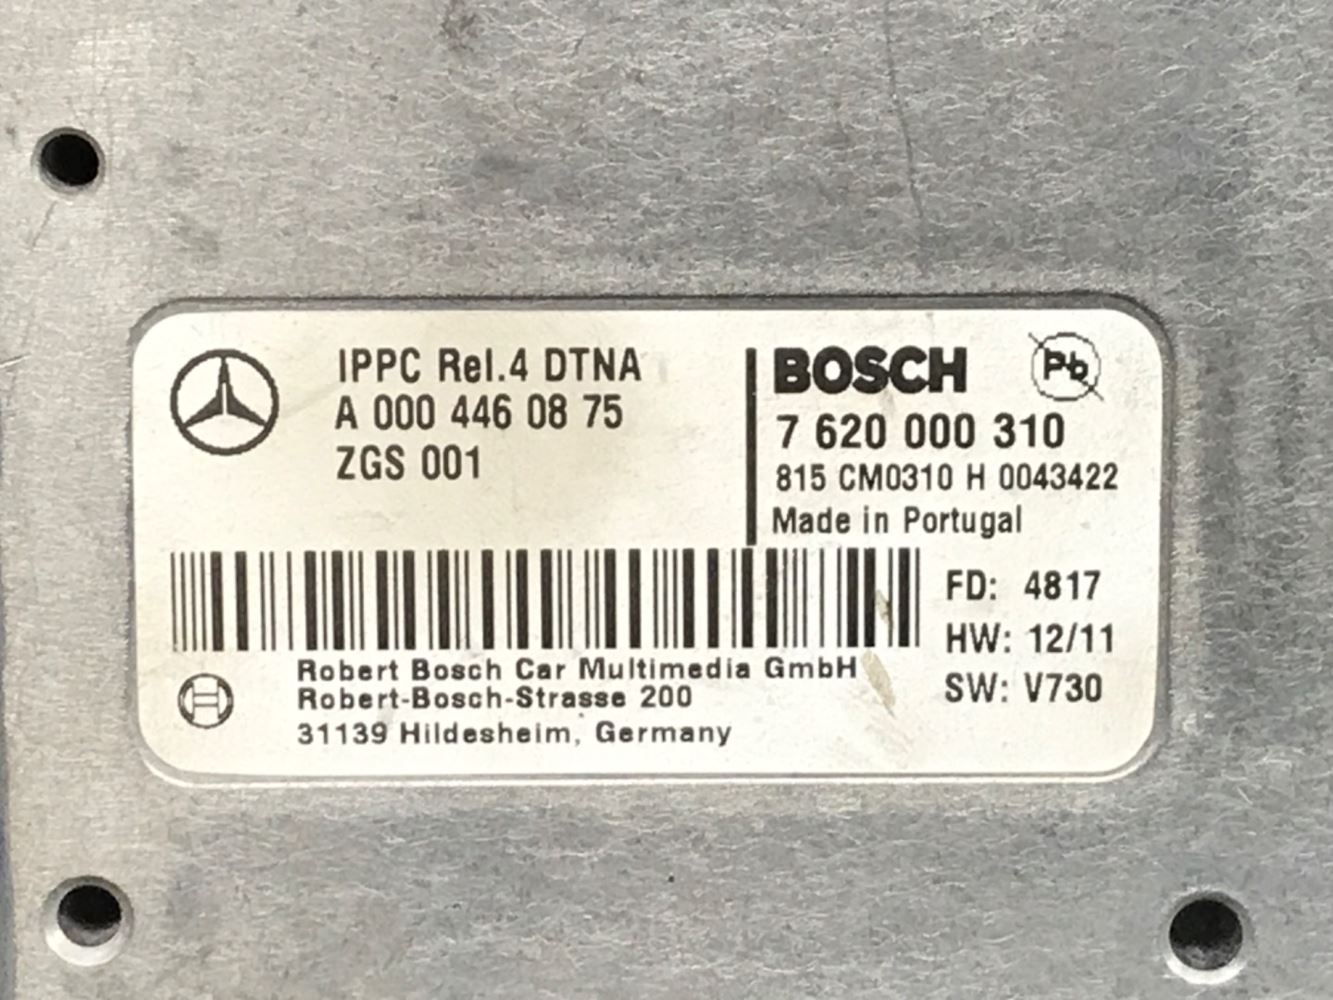 IPPC Rel.4 DTNA
A 000 446 08 75
ZGS 001
BOSCH
Pb
7 620 000 310
815 CM0310 H 0043422
Made in Portugal
FD: 4817
HW: 12/11
SW: V730
Robert Bosch Car Multimedia GmbH
Robert-Bosch-Strasse 200
31139 Hildesheim, Germany